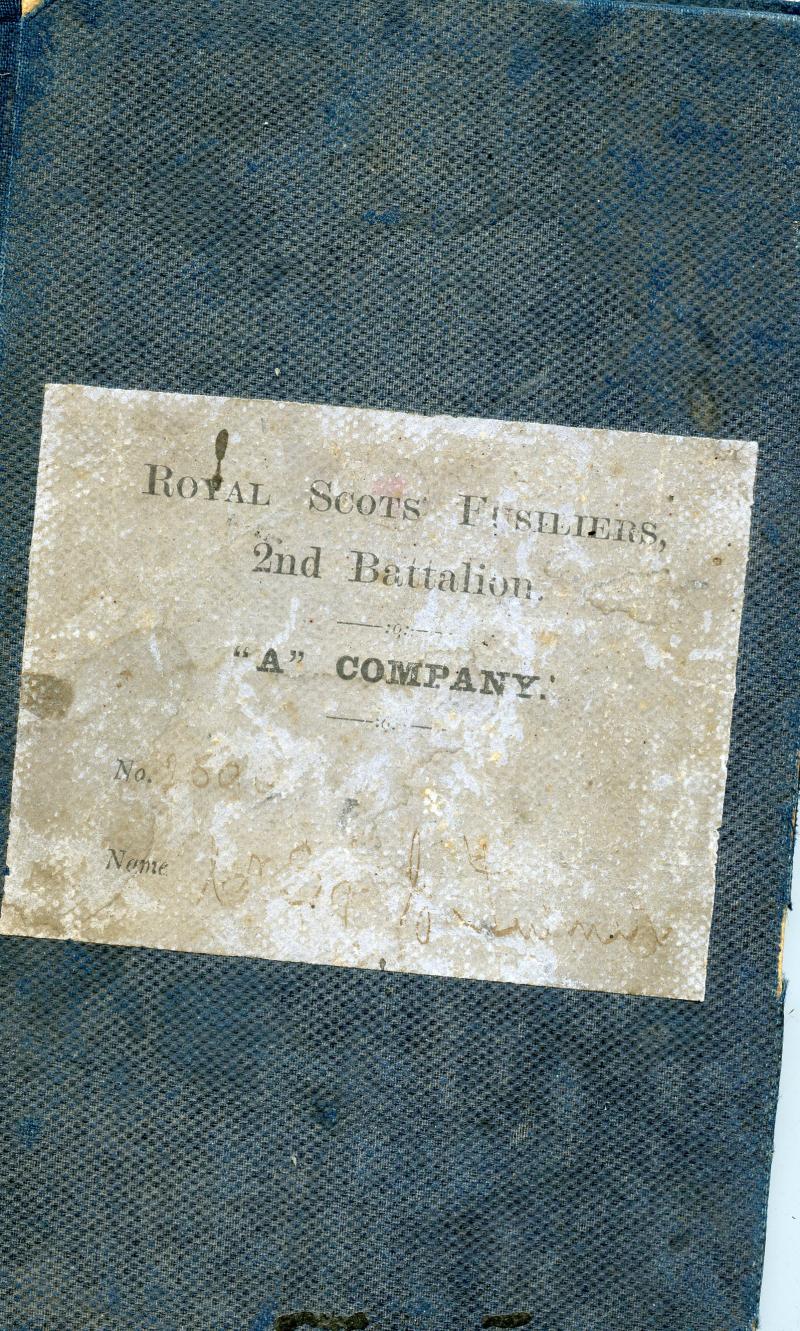 ROYAL SCOTS FUSILIERS,
2nd Battalion.
"A" COMPANY.
No.
Name